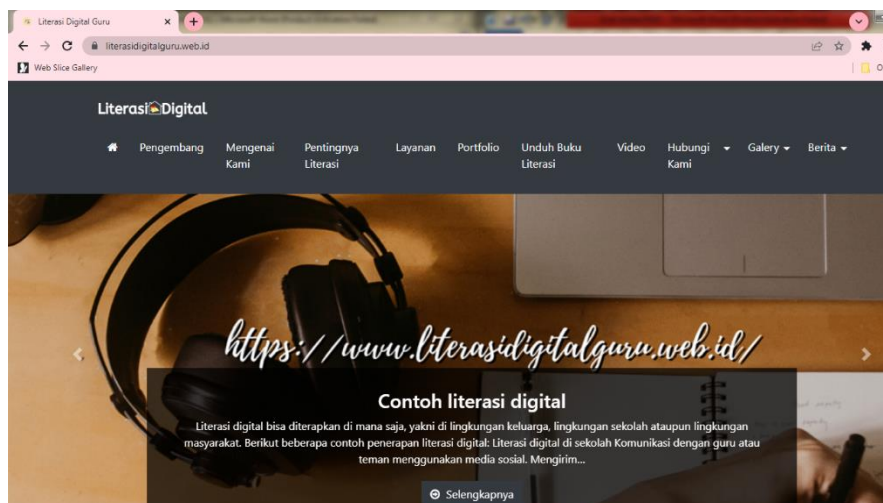 Literasi Digital Guru
literasidigitalguru.web.id
Web Slice Gallery
LiterasiDigital
Pengembang
Mengenai
Kami
Pentingnya
Literasi
Layanan
Portfolio
Unduh Buku
Literasi
Video
Hubungi
Kami
Galery
Berita
https://www.literasidigitalguru.web.id/
Contoh literasi digital
Literasi digital bisa diterapkan di mana saja, yakni di lingkungan keluarga, lingkungan sekolah ataupun lingkungan
masyarakat. Berikut beberapa contoh penerapan literasi digital: Literasi digital di sekolah Komunikasi dengan guru atau
teman menggunakan media sosial. Mengirim...
Selengkapnya